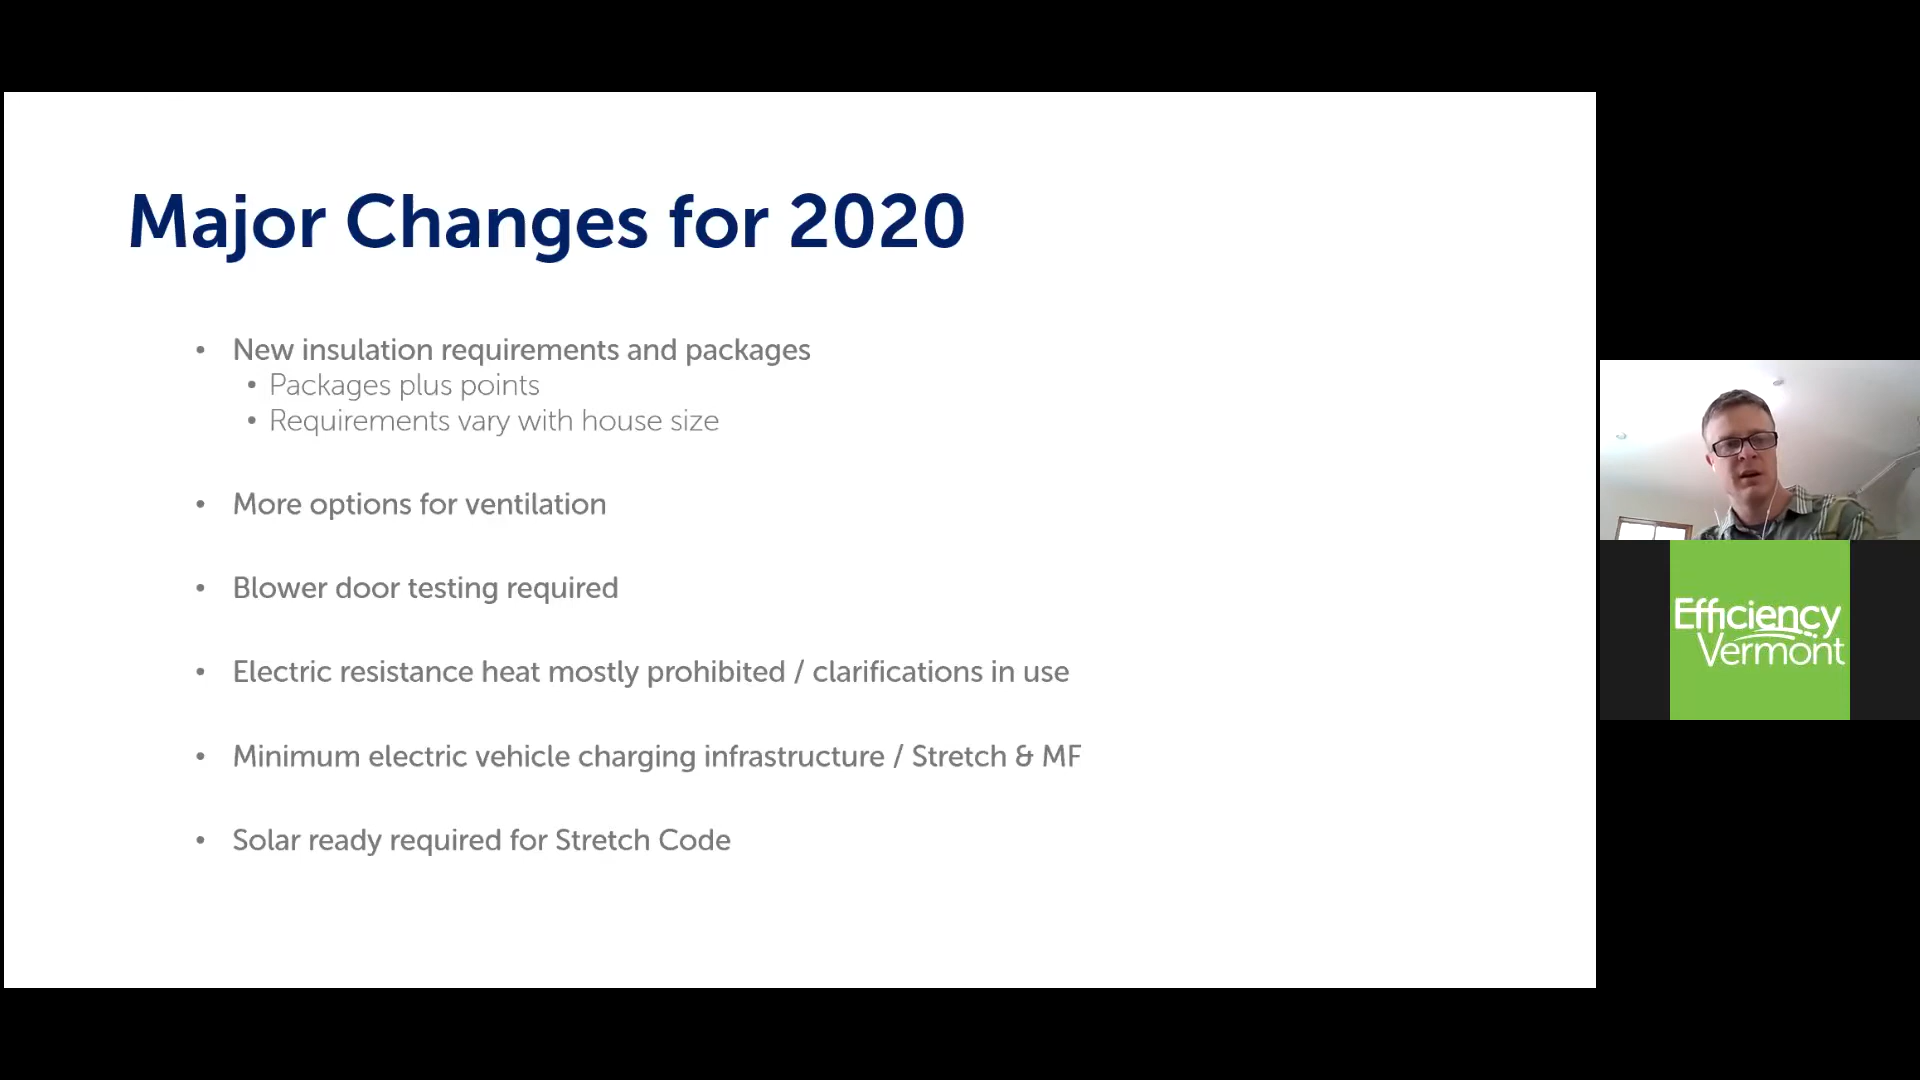 Major Changes for 2020
• New insulation requirements and packages
• Packages plus points
• Requirements vary with house size
• More options for ventilation
• Blower door testing required
• Electric resistance heat mostly prohibited / clarifications in use
• Minimum electric vehicle charging infrastructure / Stretch & MF
• Solar ready required for Stretch Code
Efficiency
Vermont